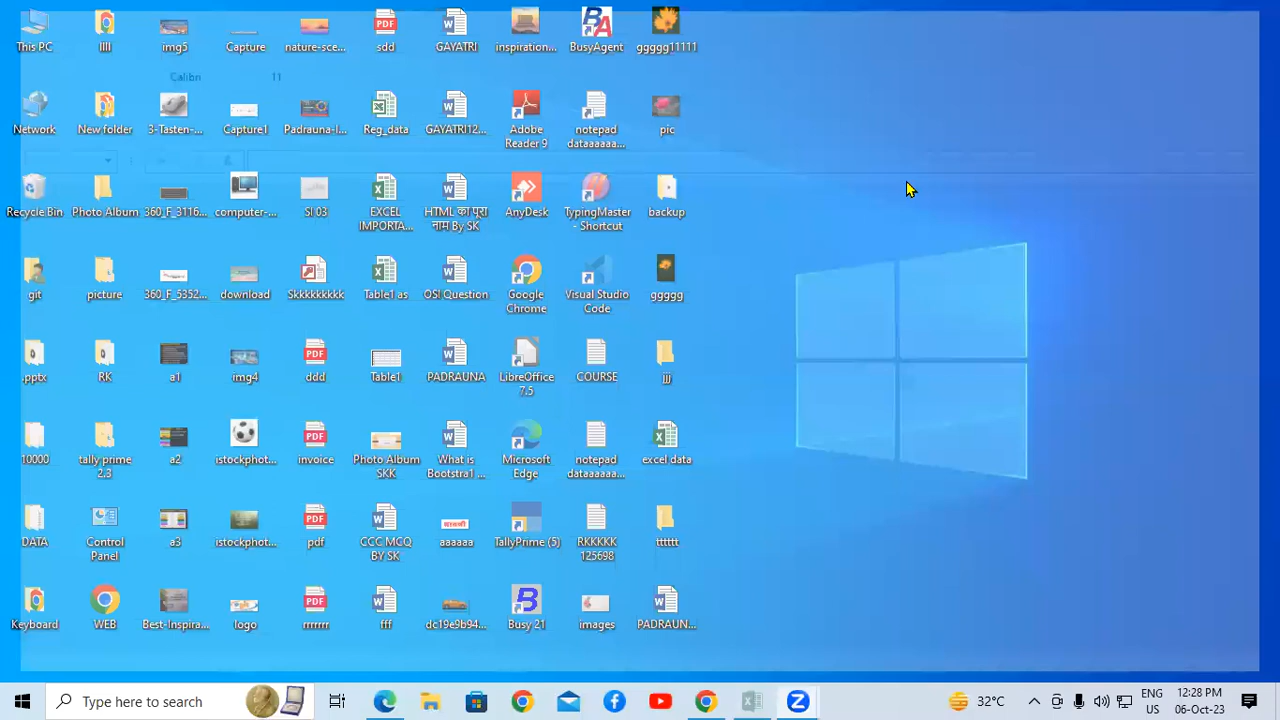 This PC
llll
img5
Capture
nature-sce...
sdd
GAYATRI
inspiration...
BusyAgent
ggggg11111
Calibri 11
Network
New folder
3-Tasten-...
Capture1
Padrauna-l...
Reg_data
GAYATRI12...
Adobe
Reader 9
notepad
dataaaaaa...
pic
Recycle Bin
Photo Album
360_F_3116...
computer-...
SI 03
EXCEL
IMPORTA...
HTML का पूरा
नाम By SK
AnyDesk
TypingMaster
- Shortcut
backup
git
picture
360_F_5352...
download
Skkkkkkkkk
Table1 as
OS! Question
Google
Chrome
Visual Studio
Code
ggggg
.pptx
RK
a1
img4
ddd
Table1
PADRAUNA
LibreOffice
7.5
COURSE
jjj
10000
tally prime
2.3
a2
istockphot...
invoice
Photo Album
SKK
What is
Bootstra1 ...
Microsoft
Edge
notepad
dataaaaaa...
excel data
DATA
Control
Panel
a3
istockphot...
pdf
CCC MCQ
BY SK
aaaaaa
TallyPrime (5)
RKKKKK
125698
tttttt
Keyboard
WEB
Best-Inspira...
logo
rrrrrrr
fff
dc19e9b94...
Busy 21
images
PADRAUN...
Type here to search
32°C
ENG
US
12:28 PM
06-Oct-23